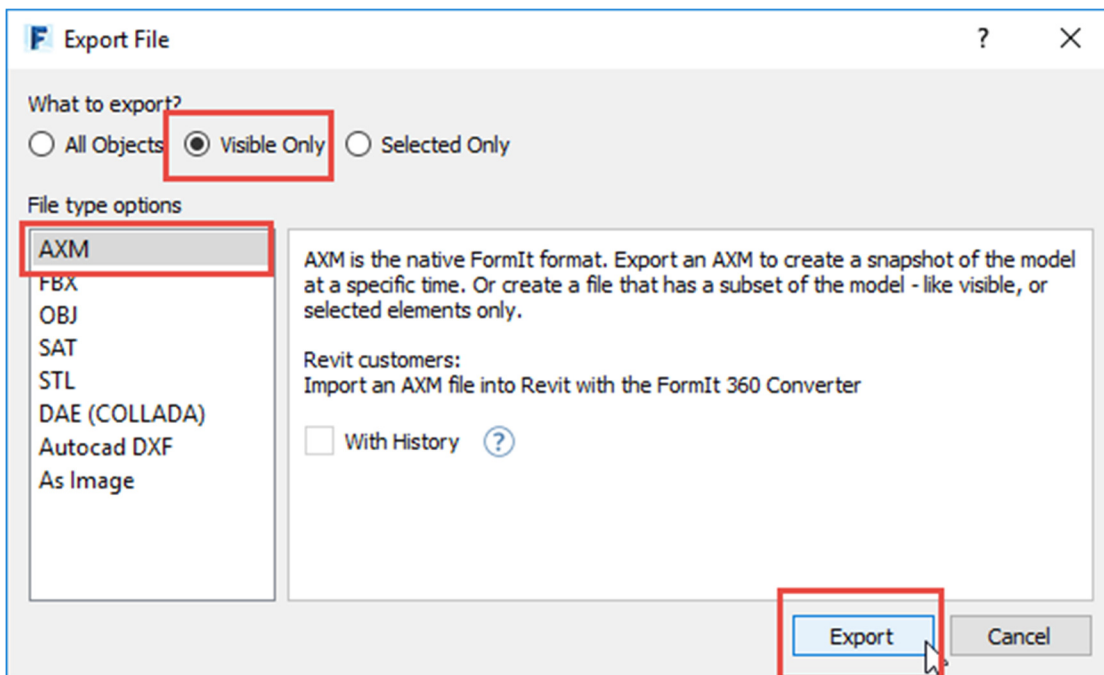 Export File
?
What to export?
All Objects Visible Only Selected Only
File type options
AXM
FBX
OBJ
SAT
STL
DAE (COLLADA)
Autocad DXF
As Image
AXM is the native FormIt format. Export an AXM to create a snapshot of the model
at a specific time. Or create a file that has a subset of the model - like visible, or
selected elements only.
Revit customers:
Import an AXM file into Revit with the FormIt 360 Converter
With History ?
Export Cancel